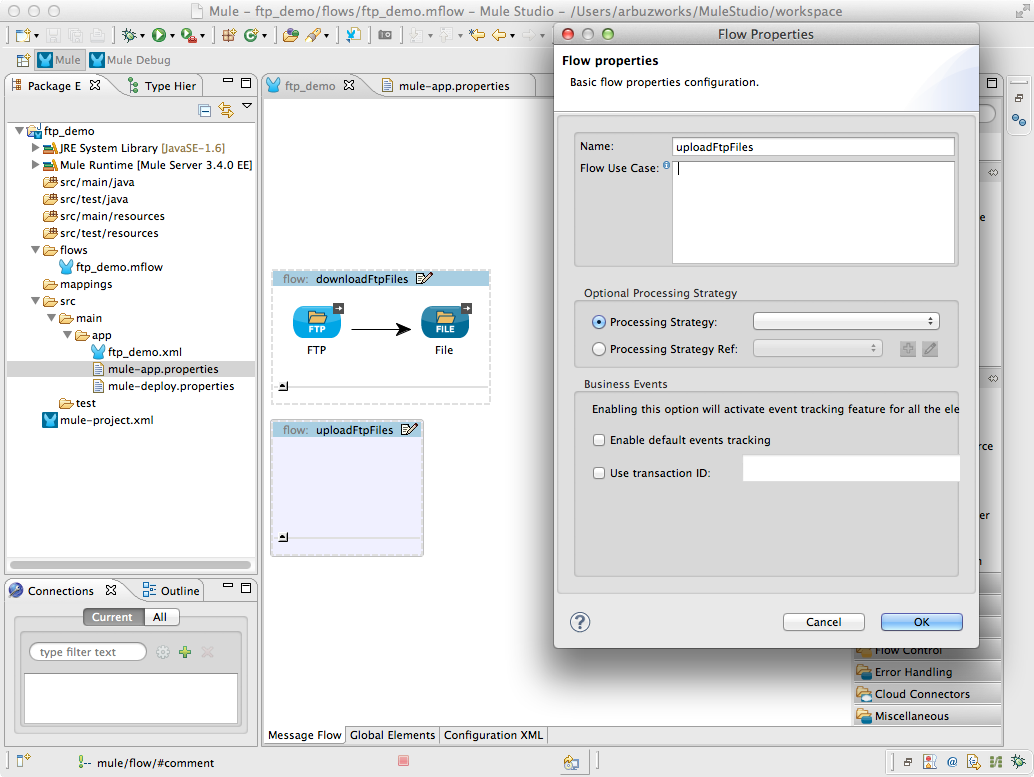 Mule – ftp_demo/flows/ftp_demo.mflow – Mule Studio – /Users/arbuzworks/MuleStudio/workspace
Mule
Mule Debug
Package E
Type Hier
ftp_demo
JRE System Library [JavaSE-1.6]
Mule Runtime [Mule Server 3.4.0 EE]
src/main/java
src/test/java
src/main/resources
src/test/resources
flows
ftp_demo.mflow
mappings
src
main
app
ftp_demo.xml
mule-app.properties
mule-deploy.properties
test
mule-project.xml
Connections
Outline
Current
All
type filter text
ftp_demo
mule-app.properties
flow: downloadFtpFiles
FTP
FILE
FTP
File
flow: uploadFtpFiles
Message Flow
Global Elements
Configuration XML
Flow Properties
Flow properties
Basic flow properties configuration.
Name:
uploadFtpFiles
Flow Use Case:
Optional Processing Strategy
Processing Strategy:
Processing Strategy Ref:
Business Events
Enabling this option will activate event tracking feature for all the ele
Enable default events tracking
Use transaction ID:
?
Cancel
OK
e
rce
er
Flow Control
Error Handling
Cloud Connectors
Miscellaneous
mule/flow/#comment